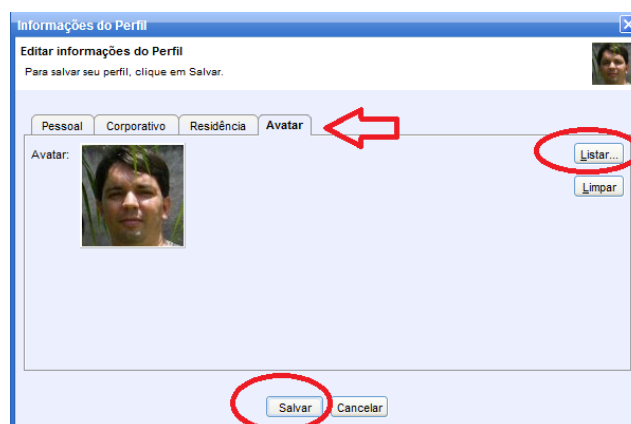 Informações do Perfil
Editar informações do Perfil
Para salvar seu perfil, clique em Salvar.
Pessoal Corporativo Residência Avatar
Avatar:
Listar...
Limpar
Salvar Cancelar